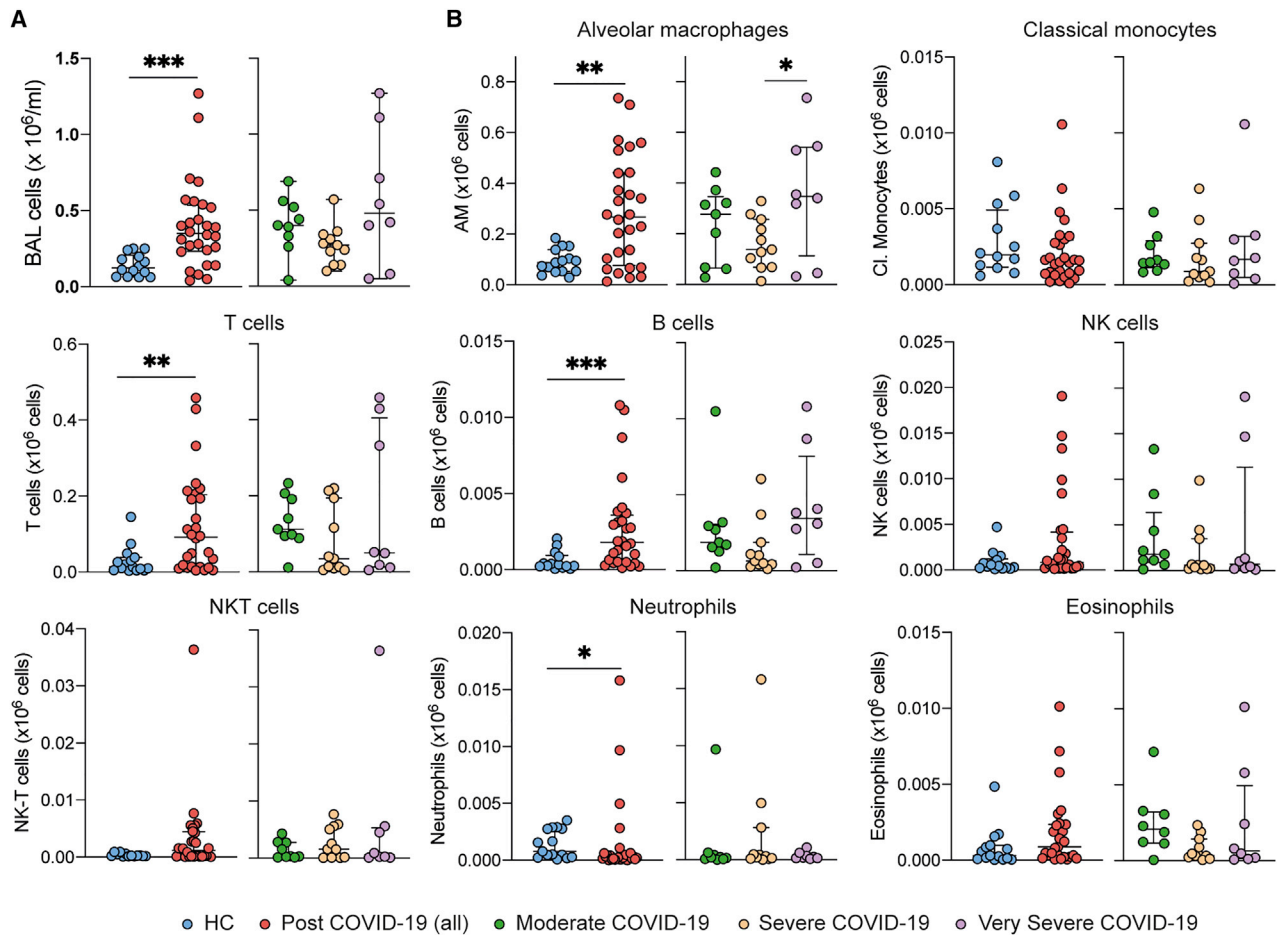 A
B
Alveolar macrophages
Classical monocytes
BAL cells (x 10⁶/ml)
1.5
1.0
0.5
0.0
***
AM (x10⁶ cells)
0.8
0.6
0.4
0.2
0.0
**
*
Cl. Monocytes (x10⁶ cells)
0.015
0.010
0.005
0.000
T cells
B cells
NK cells
T cells (x10⁶ cells)
0.6
0.4
0.2
0.0
**
B cells (x10⁶ cells)
0.015
0.010
0.005
0.000
***
NK cells (x10⁶ cells)
0.025
0.020
0.015
0.010
0.005
0.000
NKT cells
Neutrophils
Eosinophils
NK-T cells (x10⁶ cells)
0.04
0.03
0.02
0.01
0.00
Neutrophils (x10⁶ cells)
0.020
0.015
0.010
0.005
0.000
*
Eosinophils (x10⁶ cells)
0.015
0.010
0.005
0.000
HC Post COVID-19 (all) Moderate COVID-19 Severe COVID-19 Very Severe COVID-19